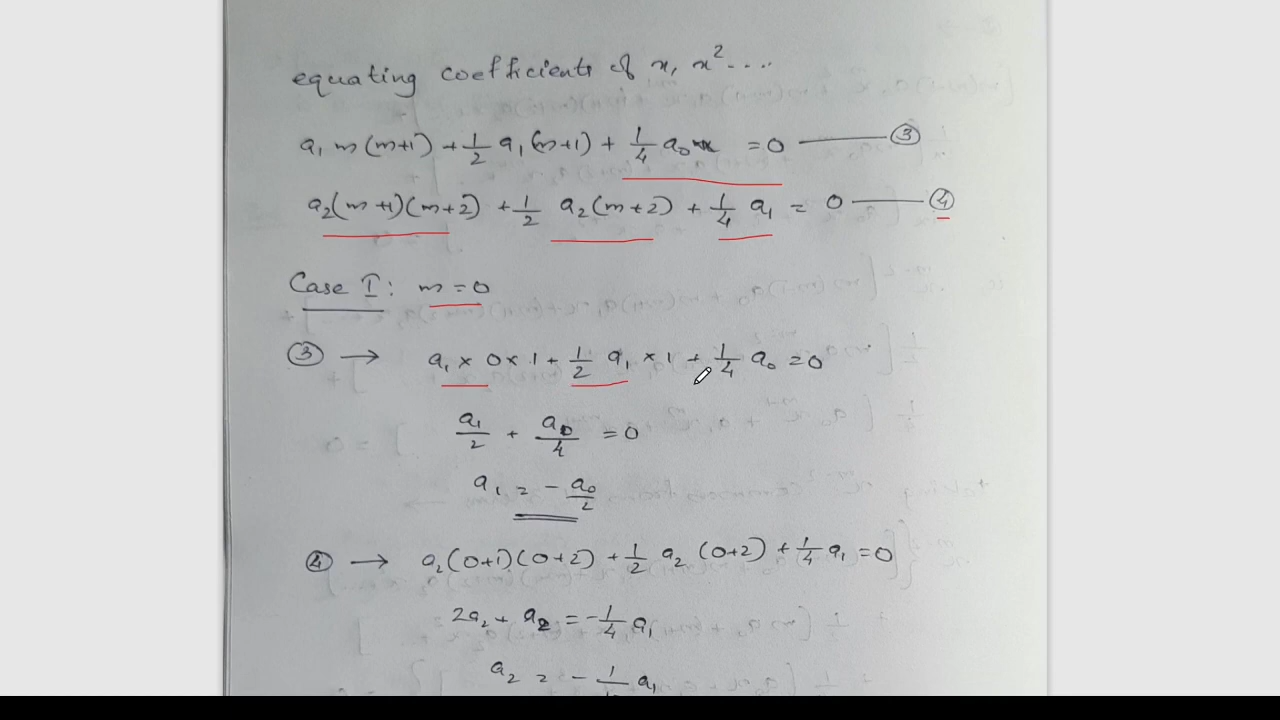 equating coefficients of x, x² ....
a₁ m(m+1) + 1/2 a₁(m+1) + 1/4 a₀ = 0 ——— ③
a₂(m+1)(m+2) + 1/2 a₂(m+2) + 1/4 a₁ = 0 ——— ④
Case I: m = 0
③ → a₁ × 0 × 1 + 1/2 a₁ × 1 + 1/4 a₀ = 0
a₁/2 + a₀/4 = 0
a₁ = - a₀/2
④ → a₂(0+1)(0+2) + 1/2 a₂ (0+2) + 1/4 a₁ = 0
= 2a₂ + a₂ = - 1/4 a₁
a₂ = - a₁